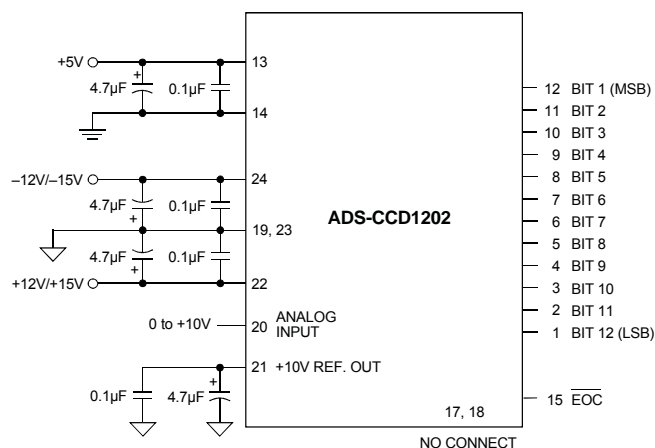 +5V
13
4.7µF
+
0.1µF
14
12 BIT 1 (MSB)
11 BIT 2
10 BIT 3
9 BIT 4
8 BIT 5
7 BIT 6
6 BIT 7
5 BIT 8
4 BIT 9
3 BIT 10
2 BIT 11
1 BIT 12 (LSB)
–12V/–15V
24
4.7µF
+
0.1µF
ADS-CCD1202
19, 23
4.7µF
+
0.1µF
+12V/+15V
22
0 to +10V
20 ANALOG
INPUT
21 +10V REF. OUT
0.1µF
4.7µF
+
15 EOC
17, 18
NO CONNECT